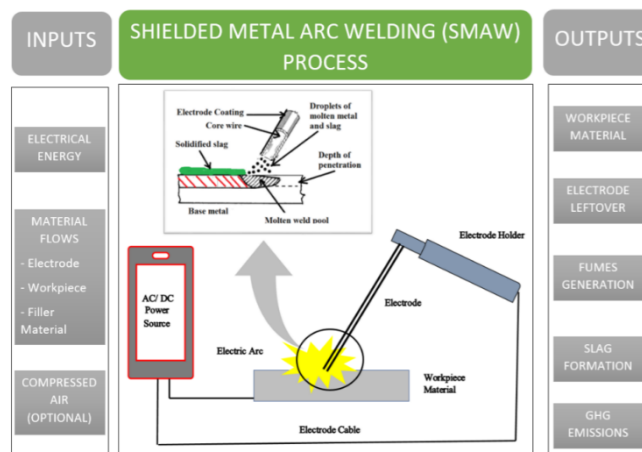 INPUTS
SHIELDED METAL ARC WELDING (SMAW)
PROCESS
OUTPUTS
ELECTRICAL
ENERGY
MATERIAL
FLOWS
- Electrode
- Workpiece
- Filler
Material
COMPRESSED
AIR
(OPTIONAL)
Electrode Coating
Core wire
Solidified slag
Droplets of
molten metal
and slag
Depth of
penetration
Base metal
Molten weld pool
Electrode Holder
AC/ DC
Power
Source
Electrode
Electric Arc
Workpiece
Material
Electrode Cable
WORKPIECE
MATERIAL
ELECTRODE
LEFTOVER
FUMES
GENERATION
SLAG
FORMATION
GHG
EMISSIONS